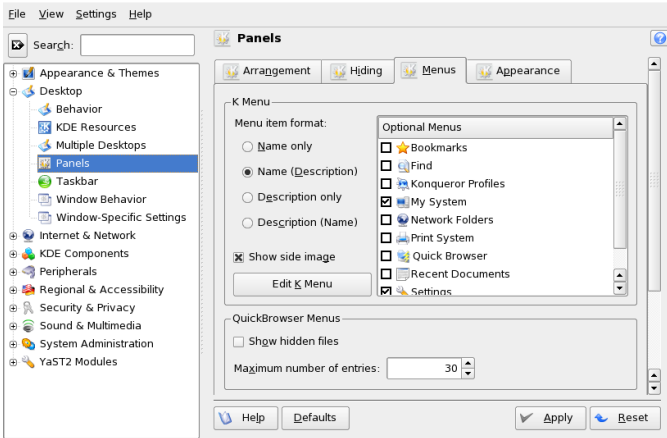 File View Settings Help
Search:
Appearance & Themes
Desktop
Behavior
KDE Resources
Multiple Desktops
Panels
Taskbar
Window Behavior
Window-Specific Settings
Internet & Network
KDE Components
Peripherals
Regional & Accessibility
Security & Privacy
Sound & Multimedia
System Administration
YaST2 Modules
Panels
Arrangement Hiding Menus Appearance
K Menu
Menu item format:
Name only
Name (Description)
Description only
Description (Name)
Show side image
Edit K Menu
Optional Menus
Bookmarks
Find
Konqueror Profiles
My System
Network Folders
Print System
Quick Browser
Recent Documents
Settings
QuickBrowser Menus
Show hidden files
Maximum number of entries: 30
Help Defaults Apply Reset